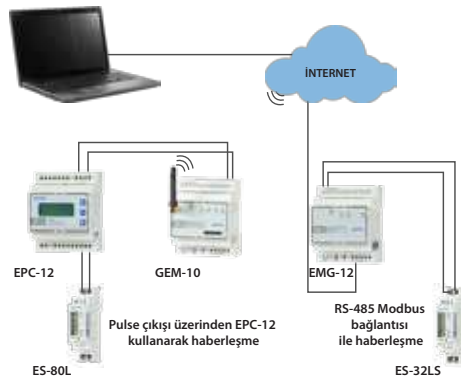 İNTERNET
EPC-12
GEM-10
EMG-12
Pulse çıkışı üzerinden EPC-12
kullanarak haberleşme
RS-485 Modbus
bağlantısı
ile haberleşme
ES-80L
ES-32LS